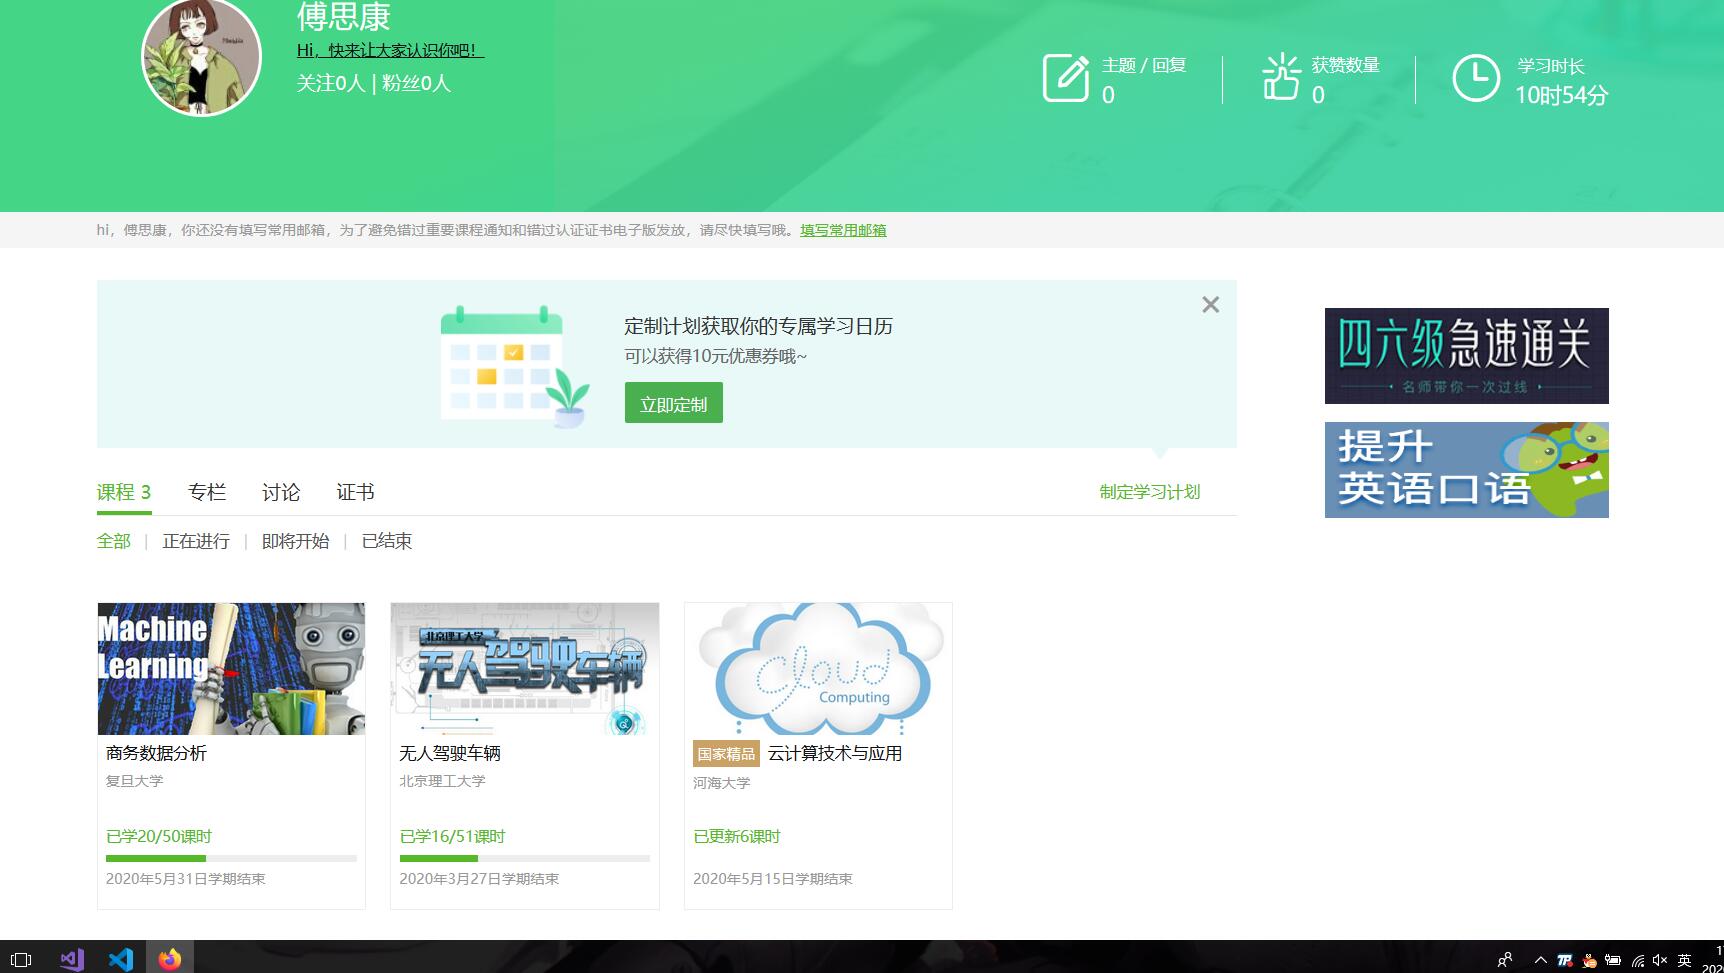 傅思康
Hi，快来让大家认识你吧！
关注0人 | 粉丝0人
主题 / 回复
0
获赞数量
0
学习时长
10时54分
hi，傅思康，你还没有填写常用邮箱，为了避免错过重要课程通知和错过认证证书电子版发放，请尽快填写哦。填写常用邮箱
定制计划获取你的专属学习日历
可以获得10元优惠券哦~
立即定制
四六级急速通关
名师带你一次过线
提升
英语口语
课程 3 专栏 讨论 证书 制定学习计划
全部 | 正在进行 | 即将开始 | 已结束
Machine
Learning
商务数据分析
复旦大学
已学20/50课时
2020年5月31日学期结束
北京理工大学
无人驾驶车辆
无人驾驶车辆
北京理工大学
已学16/51课时
2020年3月27日学期结束
Cloud
Computing
国家精品 云计算技术与应用
河海大学
已更新6课时
2020年5月15日学期结束
英